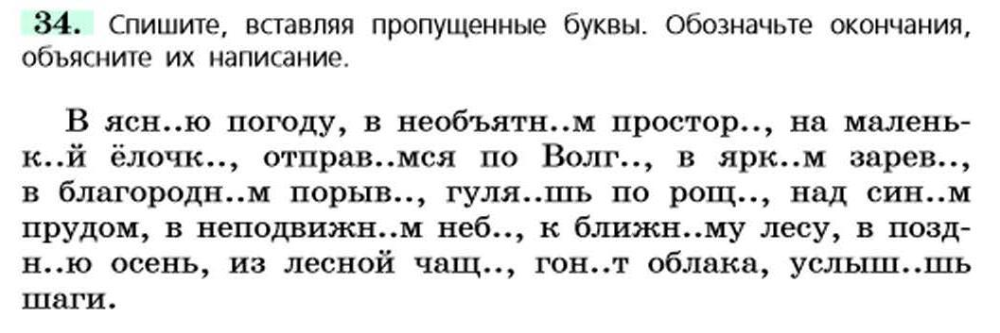 34. Спишите, вставляя пропущенные буквы. Обозначьте окончания,
объясните их написание.
В ясн..ю погоду, в необъятн..м простор.., на малень-
к..й ёлочк.., отправ..мся по Волг.., в ярк..м зарев..,
в благородн..м порыв.., гуля..шь по рощ.., над син..м
прудом, в неподвижн..м неб.., к ближн..му лесу, в позд-
н..ю осень, из лесной чащ.., гон..т облака, услыш..шь
шаги.